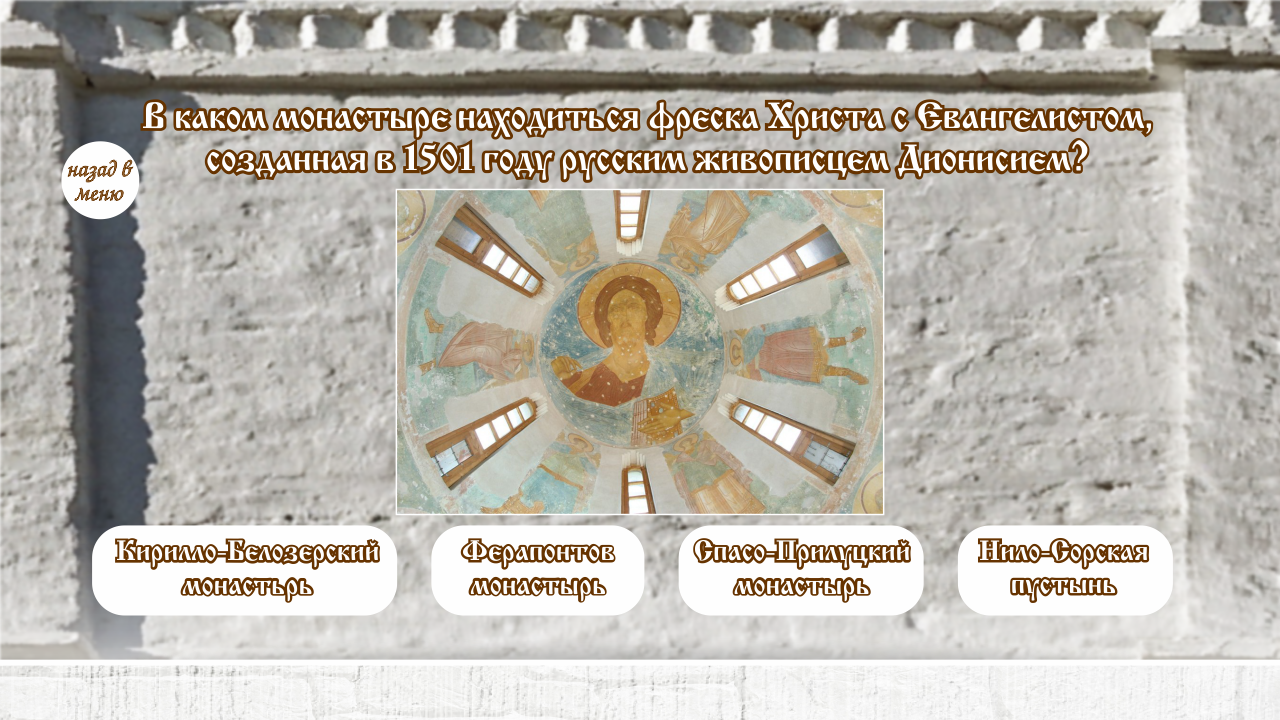 В каком монастыре находиться фреска Христа с Евангелистом,
созданная в 1501 году русским живописцем Дионисием?
назад в
меню
Кирилло-Белозерский
монастьрь
Ферапонтов
монастырь
Спасо-Прилуцкий
монастырь
Нило-Сорская
пустынь